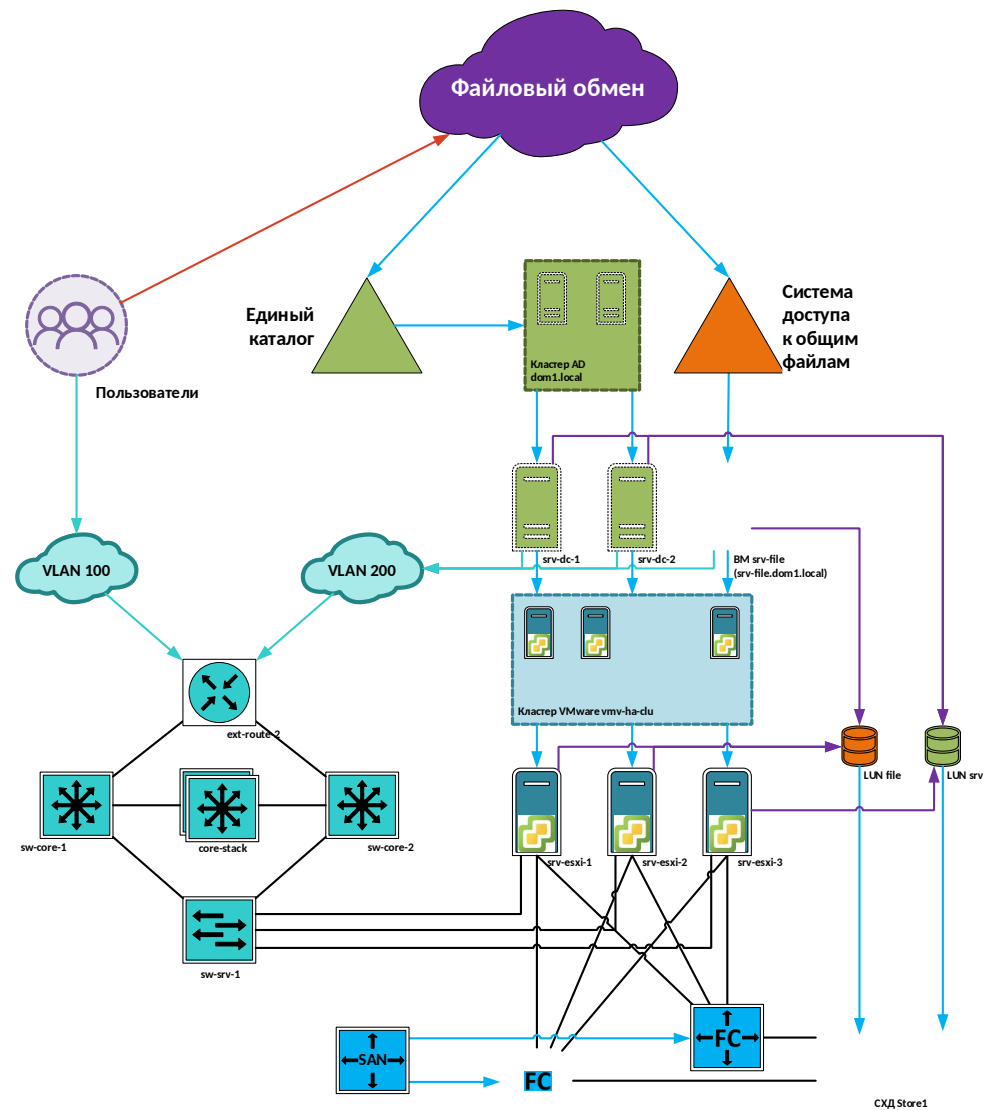 Файловый обмен
Единый
каталог
Система
доступа
к общим
файлам
Кластер AD
dom1.local
Пользователи
srv-dc-1
srv-dc-2
ВМ srv-file
(srv-file.dom1.local)
VLAN 100
VLAN 200
Кластер VMware vmv-ha-clu
ext-route-2
LUN file
LUN srv
sw-core-1
core-stack
sw-core-2
srv-esxi-1
srv-esxi-2
srv-esxi-3
sw-srv-1
SAN
FC
FC
СХД Store1